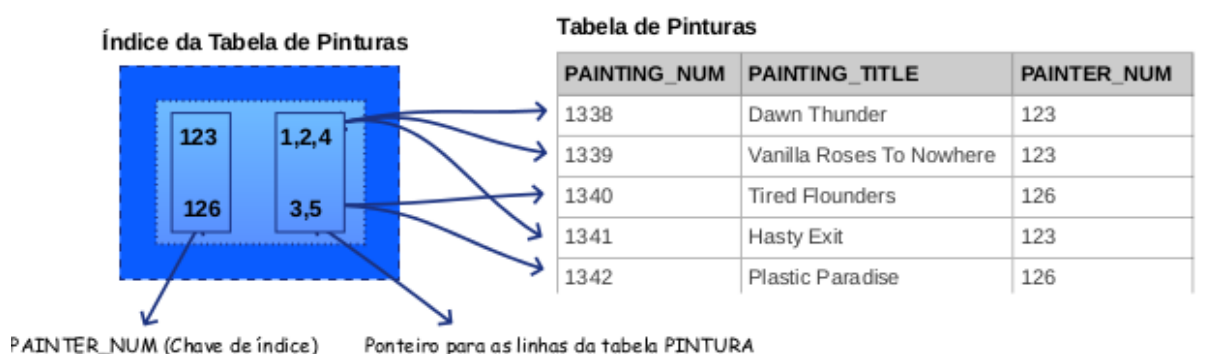 Índice da Tabela de Pinturas
123 1,2,4
126 3,5
PAINTER_NUM (Chave de índice)
Ponteiro para as linhas da tabela PINTURA
Tabela de Pinturas
PAINTING_NUM PAINTING_TITLE PAINTER_NUM
1338 Dawn Thunder 123
1339 Vanilla Roses To Nowhere 123
1340 Tired Flounders 126
1341 Hasty Exit 123
1342 Plastic Paradise 126